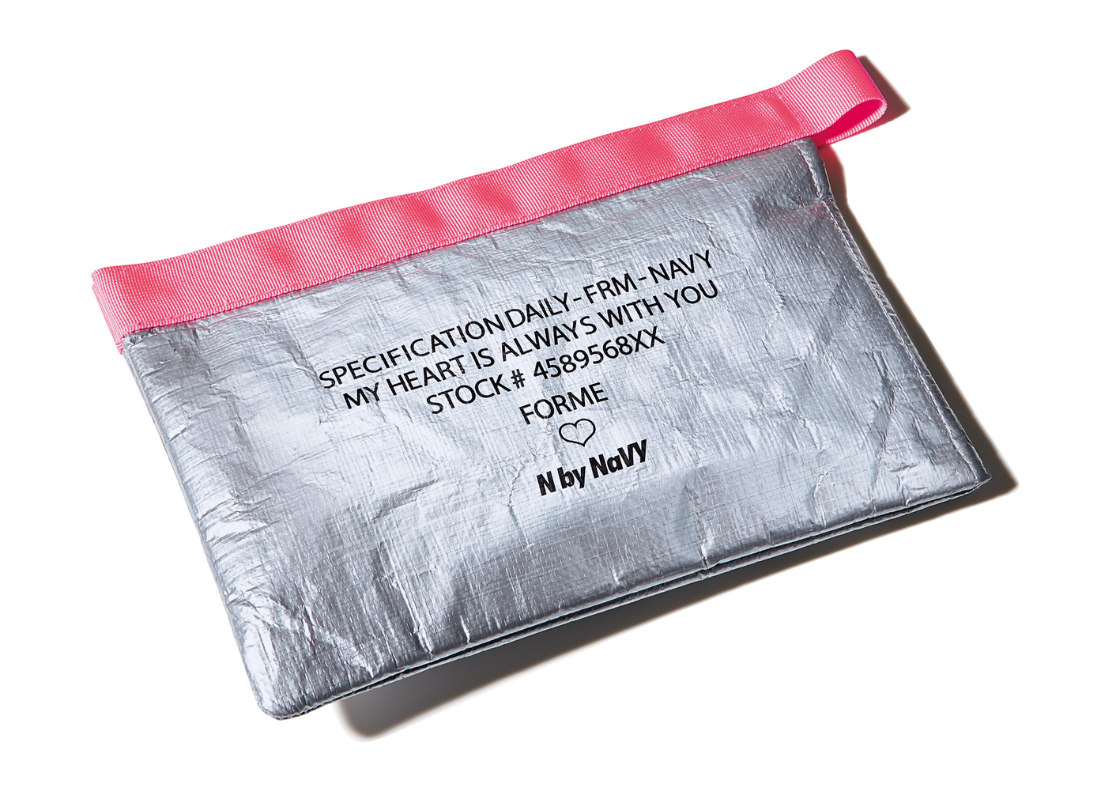 SPECIFICATION DAILY-FRM-NAVY
MY HEART IS ALWAYS WITH YOU
STOCK# 4589568XX
FORME
N by NaVy